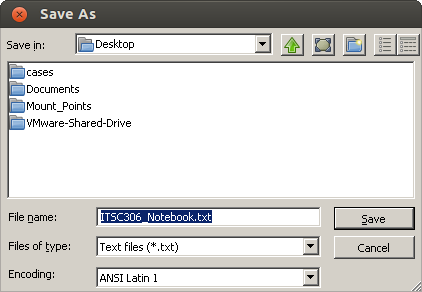 Save As
Save in: Desktop
cases
Documents
Mount_Points
VMware-Shared-Drive
File name: ITSC306_Notebook.txt Save
Files of type: Text files (*.txt) Cancel
Encoding: ANSI Latin 1